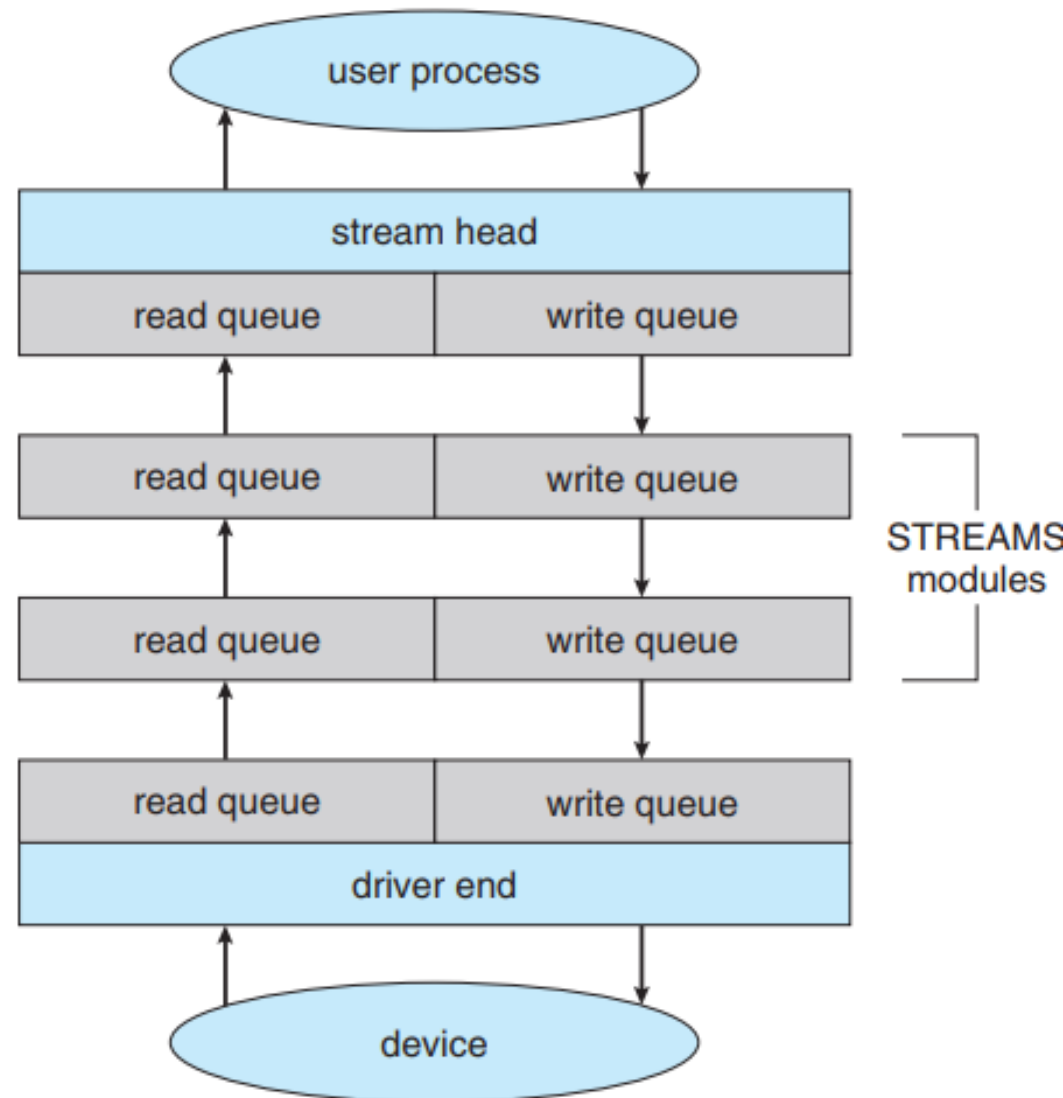 user process
stream head
read queue
write queue
read queue
write queue
STREAMS
modules
read queue
write queue
read queue
write queue
driver end
device